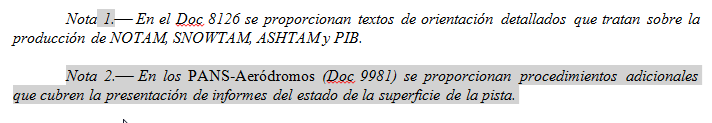 Nota 1.— En el Doc 8126 se proporcionan textos de orientación detallados que tratan sobre la
producción de NOTAM, SNOWTAM, ASHTAM y PIB.
Nota 2.— En los PANS-Aeródromos (Doc 9981) se proporcionan procedimientos adicionales
que cubren la presentación de informes del estado de la superficie de la pista.